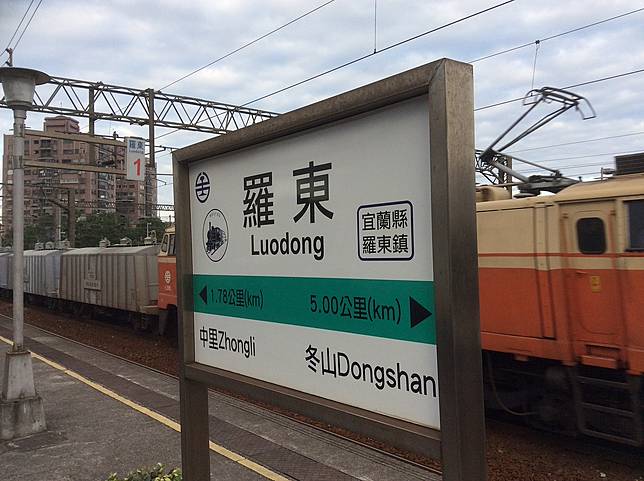 羅東
1
羅東
Luodong
宜蘭縣
羅東鎮
1.78公里(km)
5.00公里(km)
中里Zhongli
冬山Dongshan